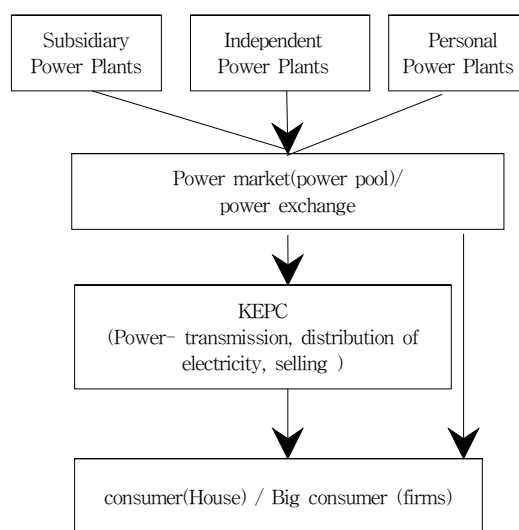 Subsidiary
Power Plants
Independent
Power Plants
Personal
Power Plants
Power market(power pool)/
power exchange
KEPC
(Power- transmission, distribution of
electricity, selling )
consumer(House) / Big consumer (firms)